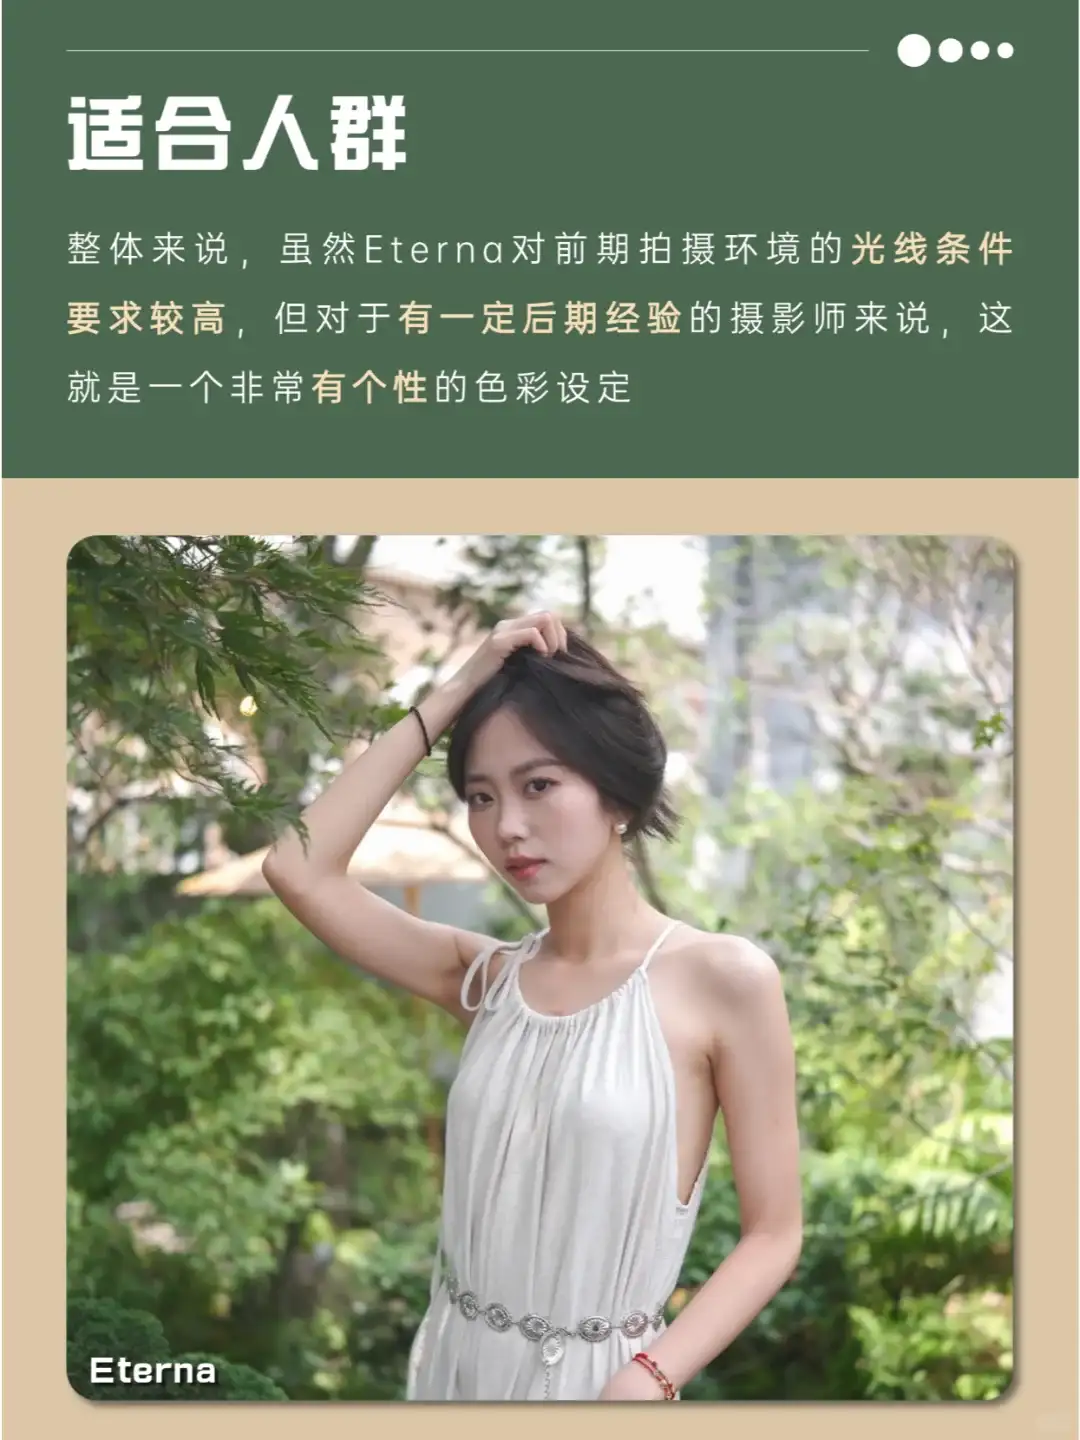 适合人群
整体来说，虽然Eterna对前期拍摄环境的光线条件
要求较高，但对于有一定后期经验的摄影师来说，这
就是一个非常有个性的色彩设定
Eterna